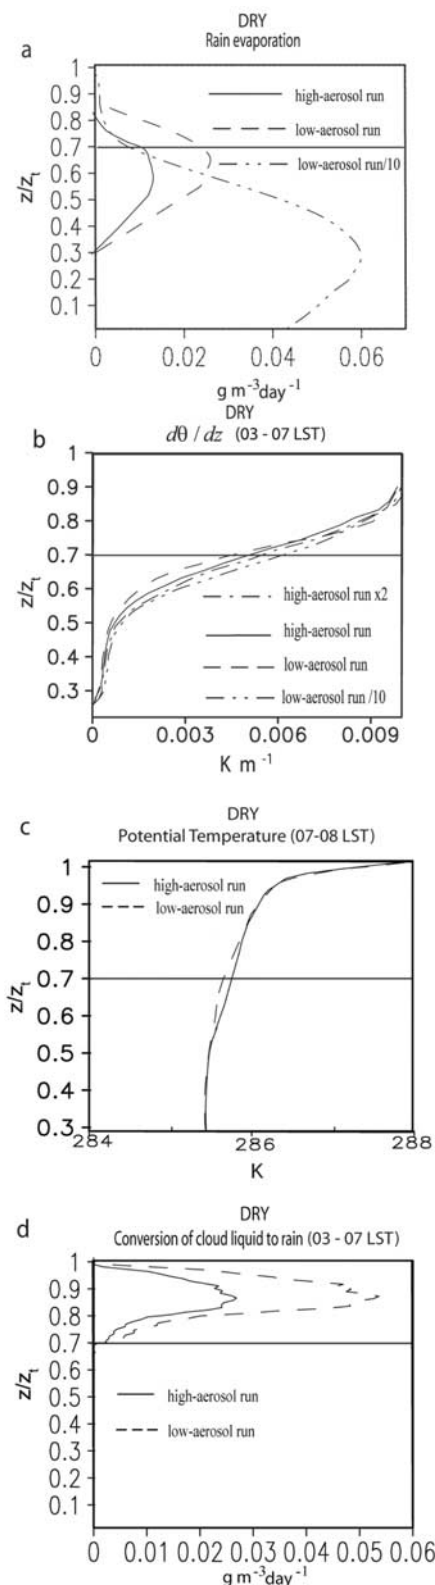 a
DRY
Rain evaporation
1
0.9
0.8
0.7
0.6
0.5
0.4
0.3
0.2
0.1
z/zt
high-aerosol run
low-aerosol run
low-aerosol run/10
0 0.02 0.04 0.06
g m⁻³day⁻¹
b
DRY
dθ / dz (03 - 07 LST)
1
0.9
0.8
0.7
0.6
0.5
0.4
0.3
z/zt
high-aerosol run x2
high-aerosol run
low-aerosol run
low-aerosol run /10
0 0.003 0.006 0.009
K m⁻¹
c
DRY
Potential Temperature (07-08 LST)
1
0.9
0.8
0.7
0.6
0.5
0.4
0.3
z/zt
high-aerosol run
low-aerosol run
284 286 288
K
d
DRY
Conversion of cloud liquid to rain (03 - 07 LST)
1
0.9
0.8
0.7
0.6
0.5
0.4
0.3
0.2
0.1
z/zt
high-aerosol run
low-aerosol run
0 0.01 0.02 0.03 0.04 0.05 0.06
g m⁻³day⁻¹